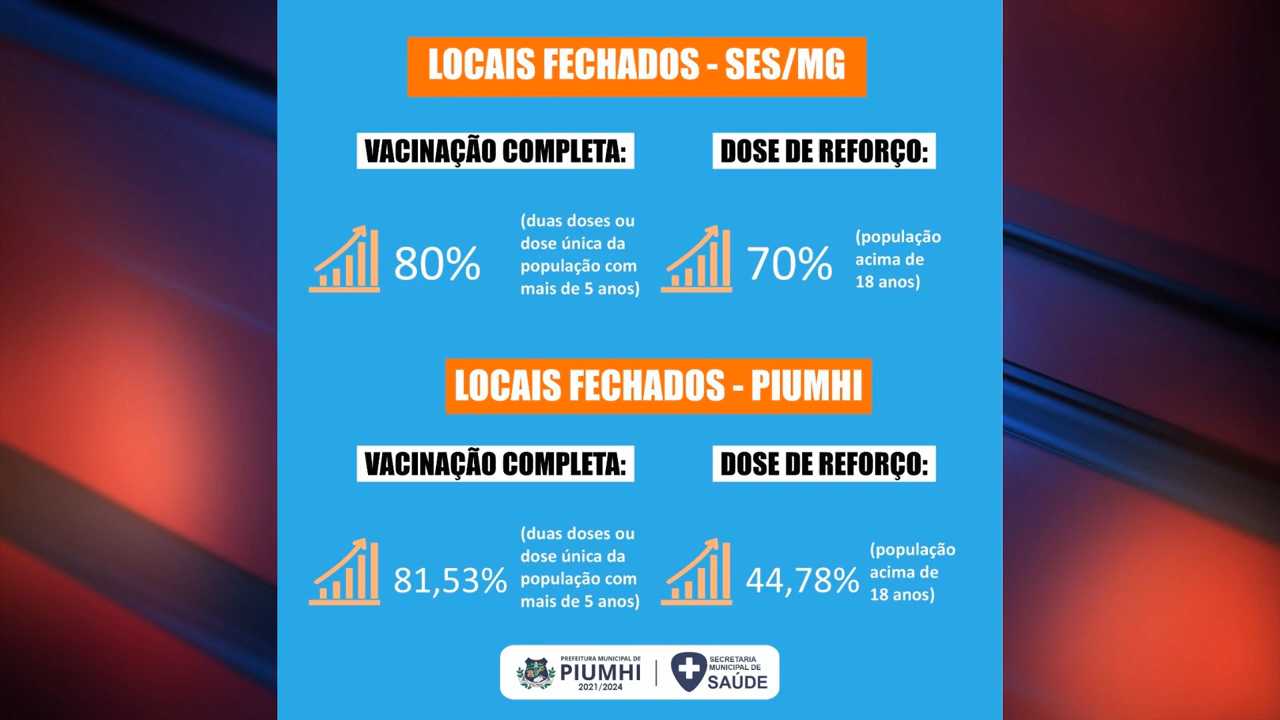 LOCAIS FECHADOS - SES/MG
VACINAÇÃO COMPLETA:
DOSE DE REFORÇO:
80%
(duas doses ou
dose única da
população com
mais de 5 anos)
70%
(população
acima de
18 anos)
LOCAIS FECHADOS - PIUMHI
VACINAÇÃO COMPLETA:
DOSE DE REFORÇO:
81,53%
(duas doses ou
dose única da
população com
mais de 5 anos)
44,78%
(população
acima de
18 anos)
PREFEITURA MUNICIPAL DE
PIUMHI
2021/2024
SECRETARIA
MUNICIPAL DE
SAÚDE